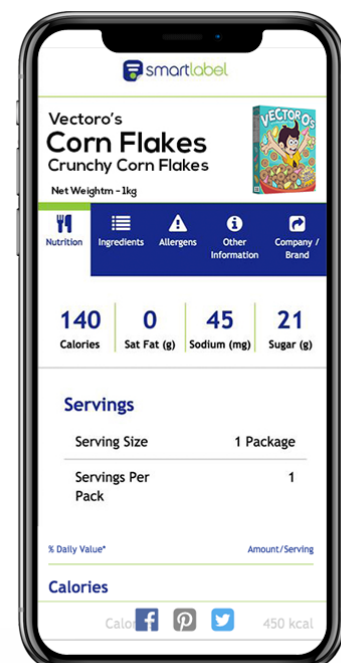 smartlabel
Vectoro's
Corn Flakes
Crunchy Corn Flakes
Net Weightm - 1kg
VECTORO's
Nutrition
Ingredients
Allergens
Other Information
Company / Brand
140 0 45 21
Calories Sat Fat (g) Sodium (mg) Sugar (g)
Servings
Serving Size 1 Package
Servings Per 1
Pack
% Daily Value* Amount/Serving
Calories
450 kcal